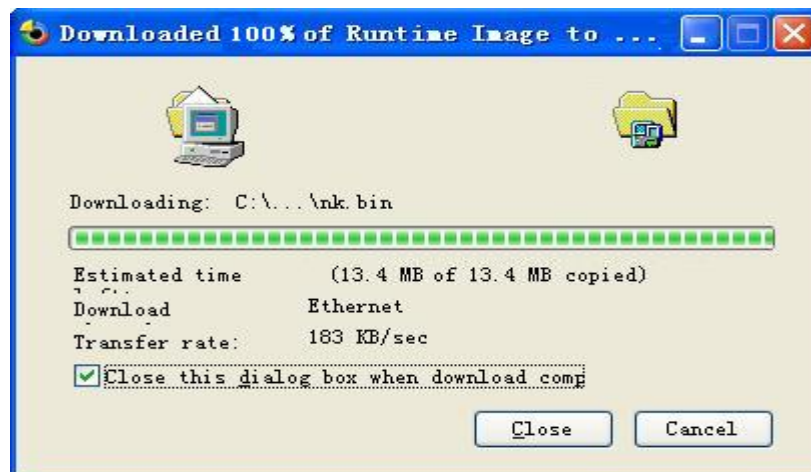 Downloaded 100% of Runtime Image to ...
Downloading: C:\...\nk.bin
Estimated time (13.4 MB of 13.4 MB copied)
Download Ethernet
Transfer rate: 183 KB/sec
Close this dialog box when download comp
Close Cancel